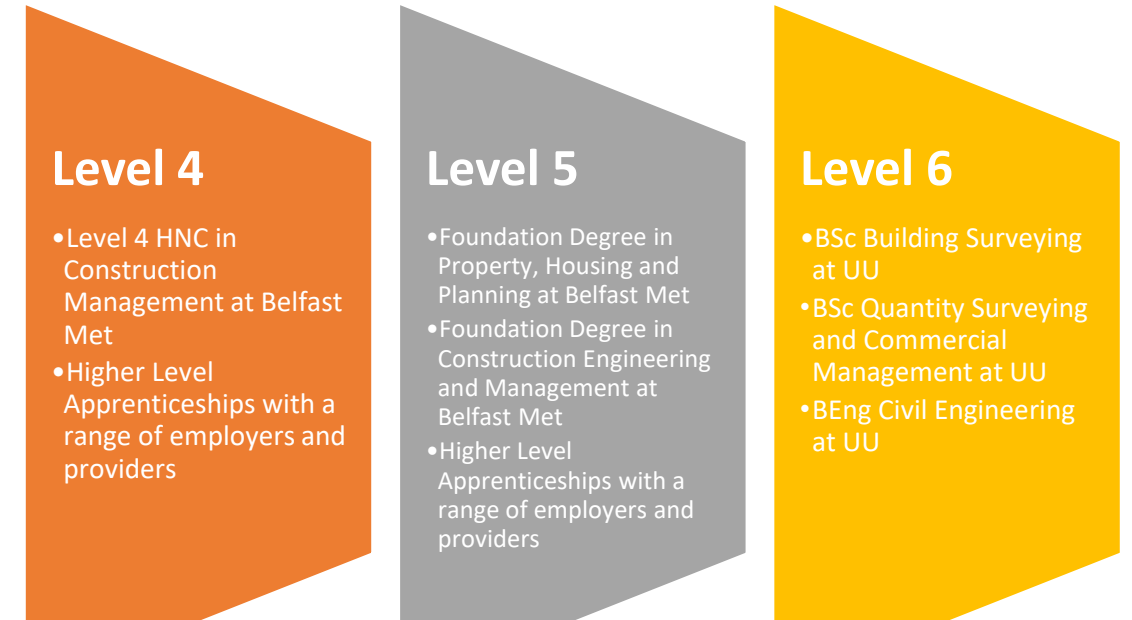 Level 4
•Level 4 HNC in
Construction
Management at Belfast
Met
•Higher Level
Apprenticeships with a
range of employers and
providers
Level 5
•Foundation Degree in
Property, Housing and
Planning at Belfast Met
•Foundation Degree in
Construction Engineering
and Management at
Belfast Met
•Higher Level
Apprenticeships with a
range of employers and
providers
Level 6
•BSc Building Surveying
at UU
•BSc Quantity Surveying
and Commercial
Management at UU
•BEng Civil Engineering
at UU